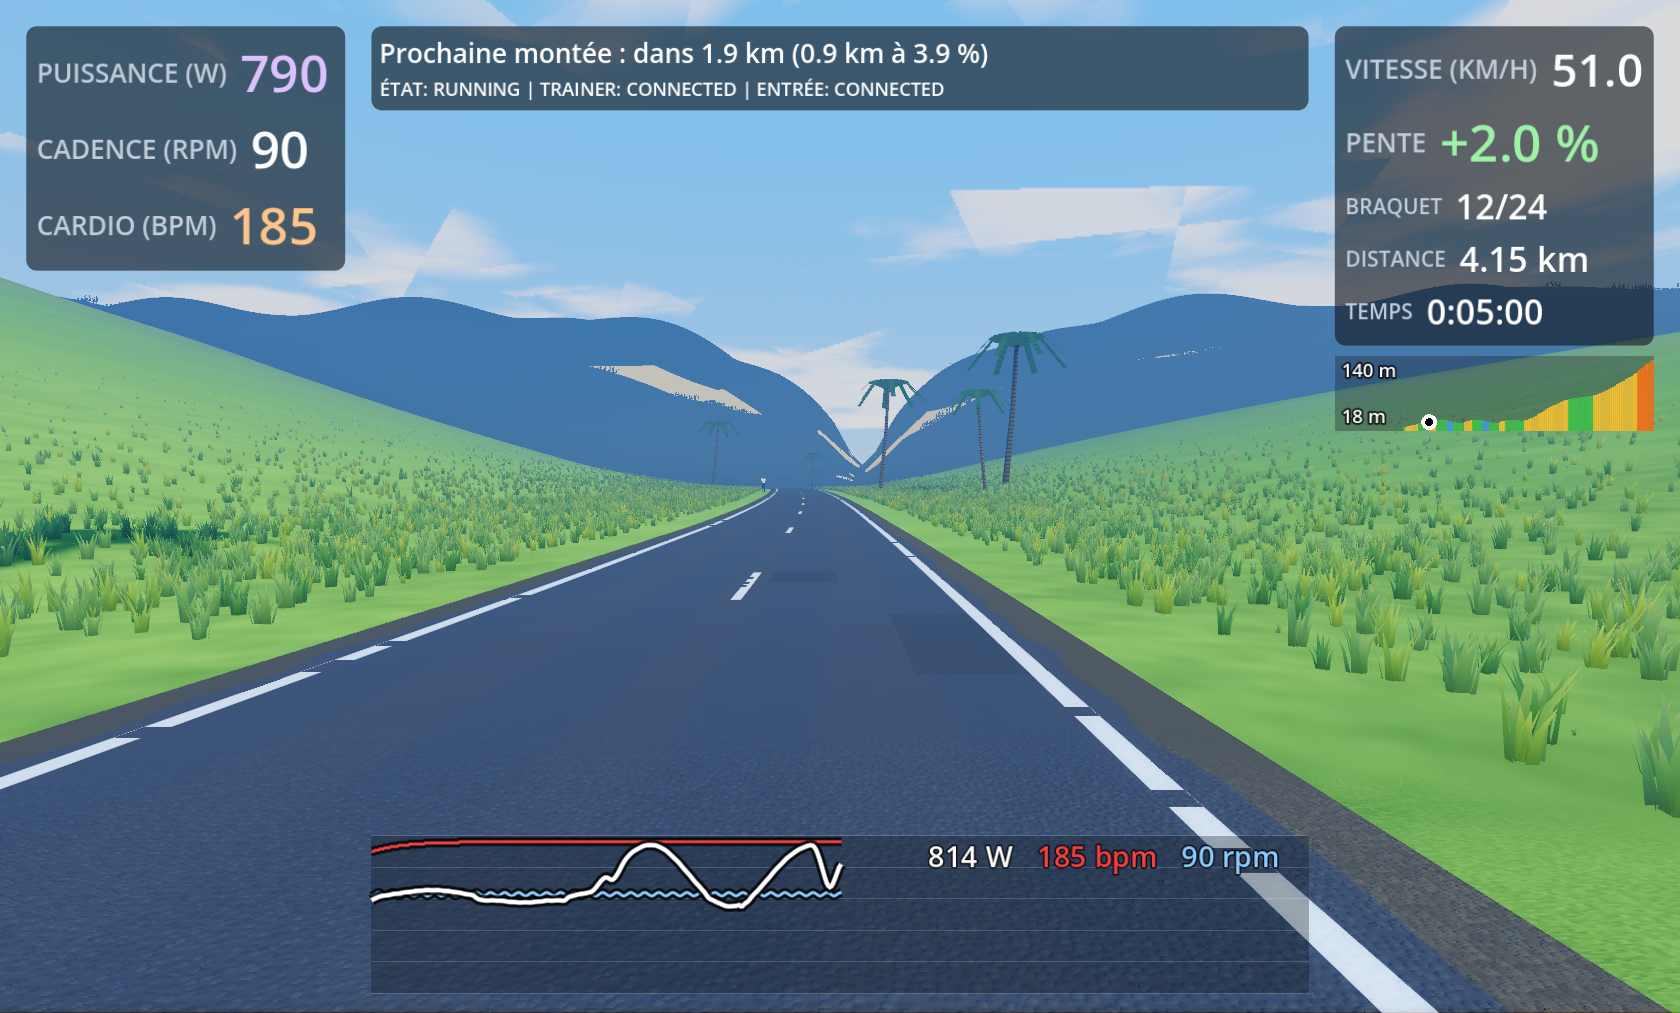 PUISSANCE (W) 790
CADENCE (RPM) 90
CARDIO (BPM) 185
Prochaine montée : dans 1.9 km (0.9 km à 3.9 %)
ÉTAT: RUNNING | TRAINER: CONNECTED | ENTRÉE: CONNECTED
VITESSE (KM/H) 51.0
PENTE +2.0 %
BRAQUET 12/24
DISTANCE 4.15 km
TEMPS 0:05:00
140 m
18 m
814 W 185 bpm 90 rpm